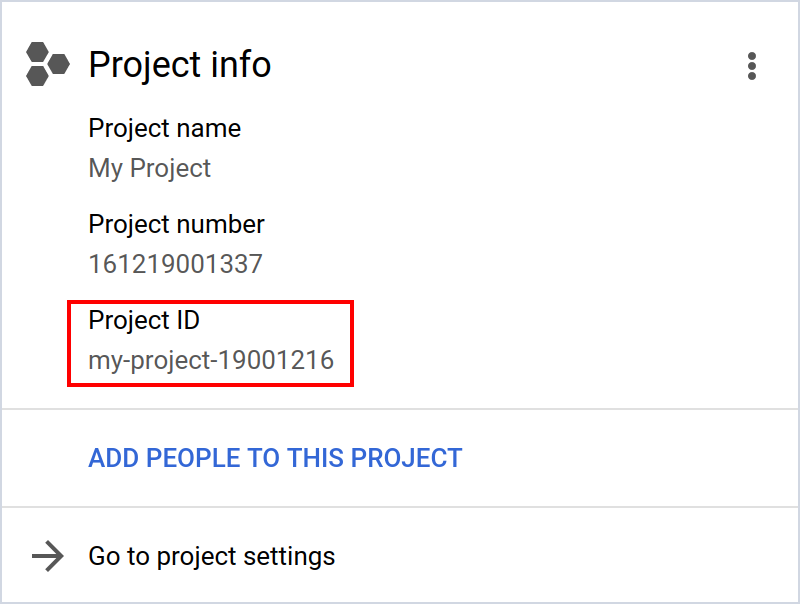 Project info
Project name
My Project
Project number
161219001337
Project ID
my-project-19001216
ADD PEOPLE TO THIS PROJECT
Go to project settings